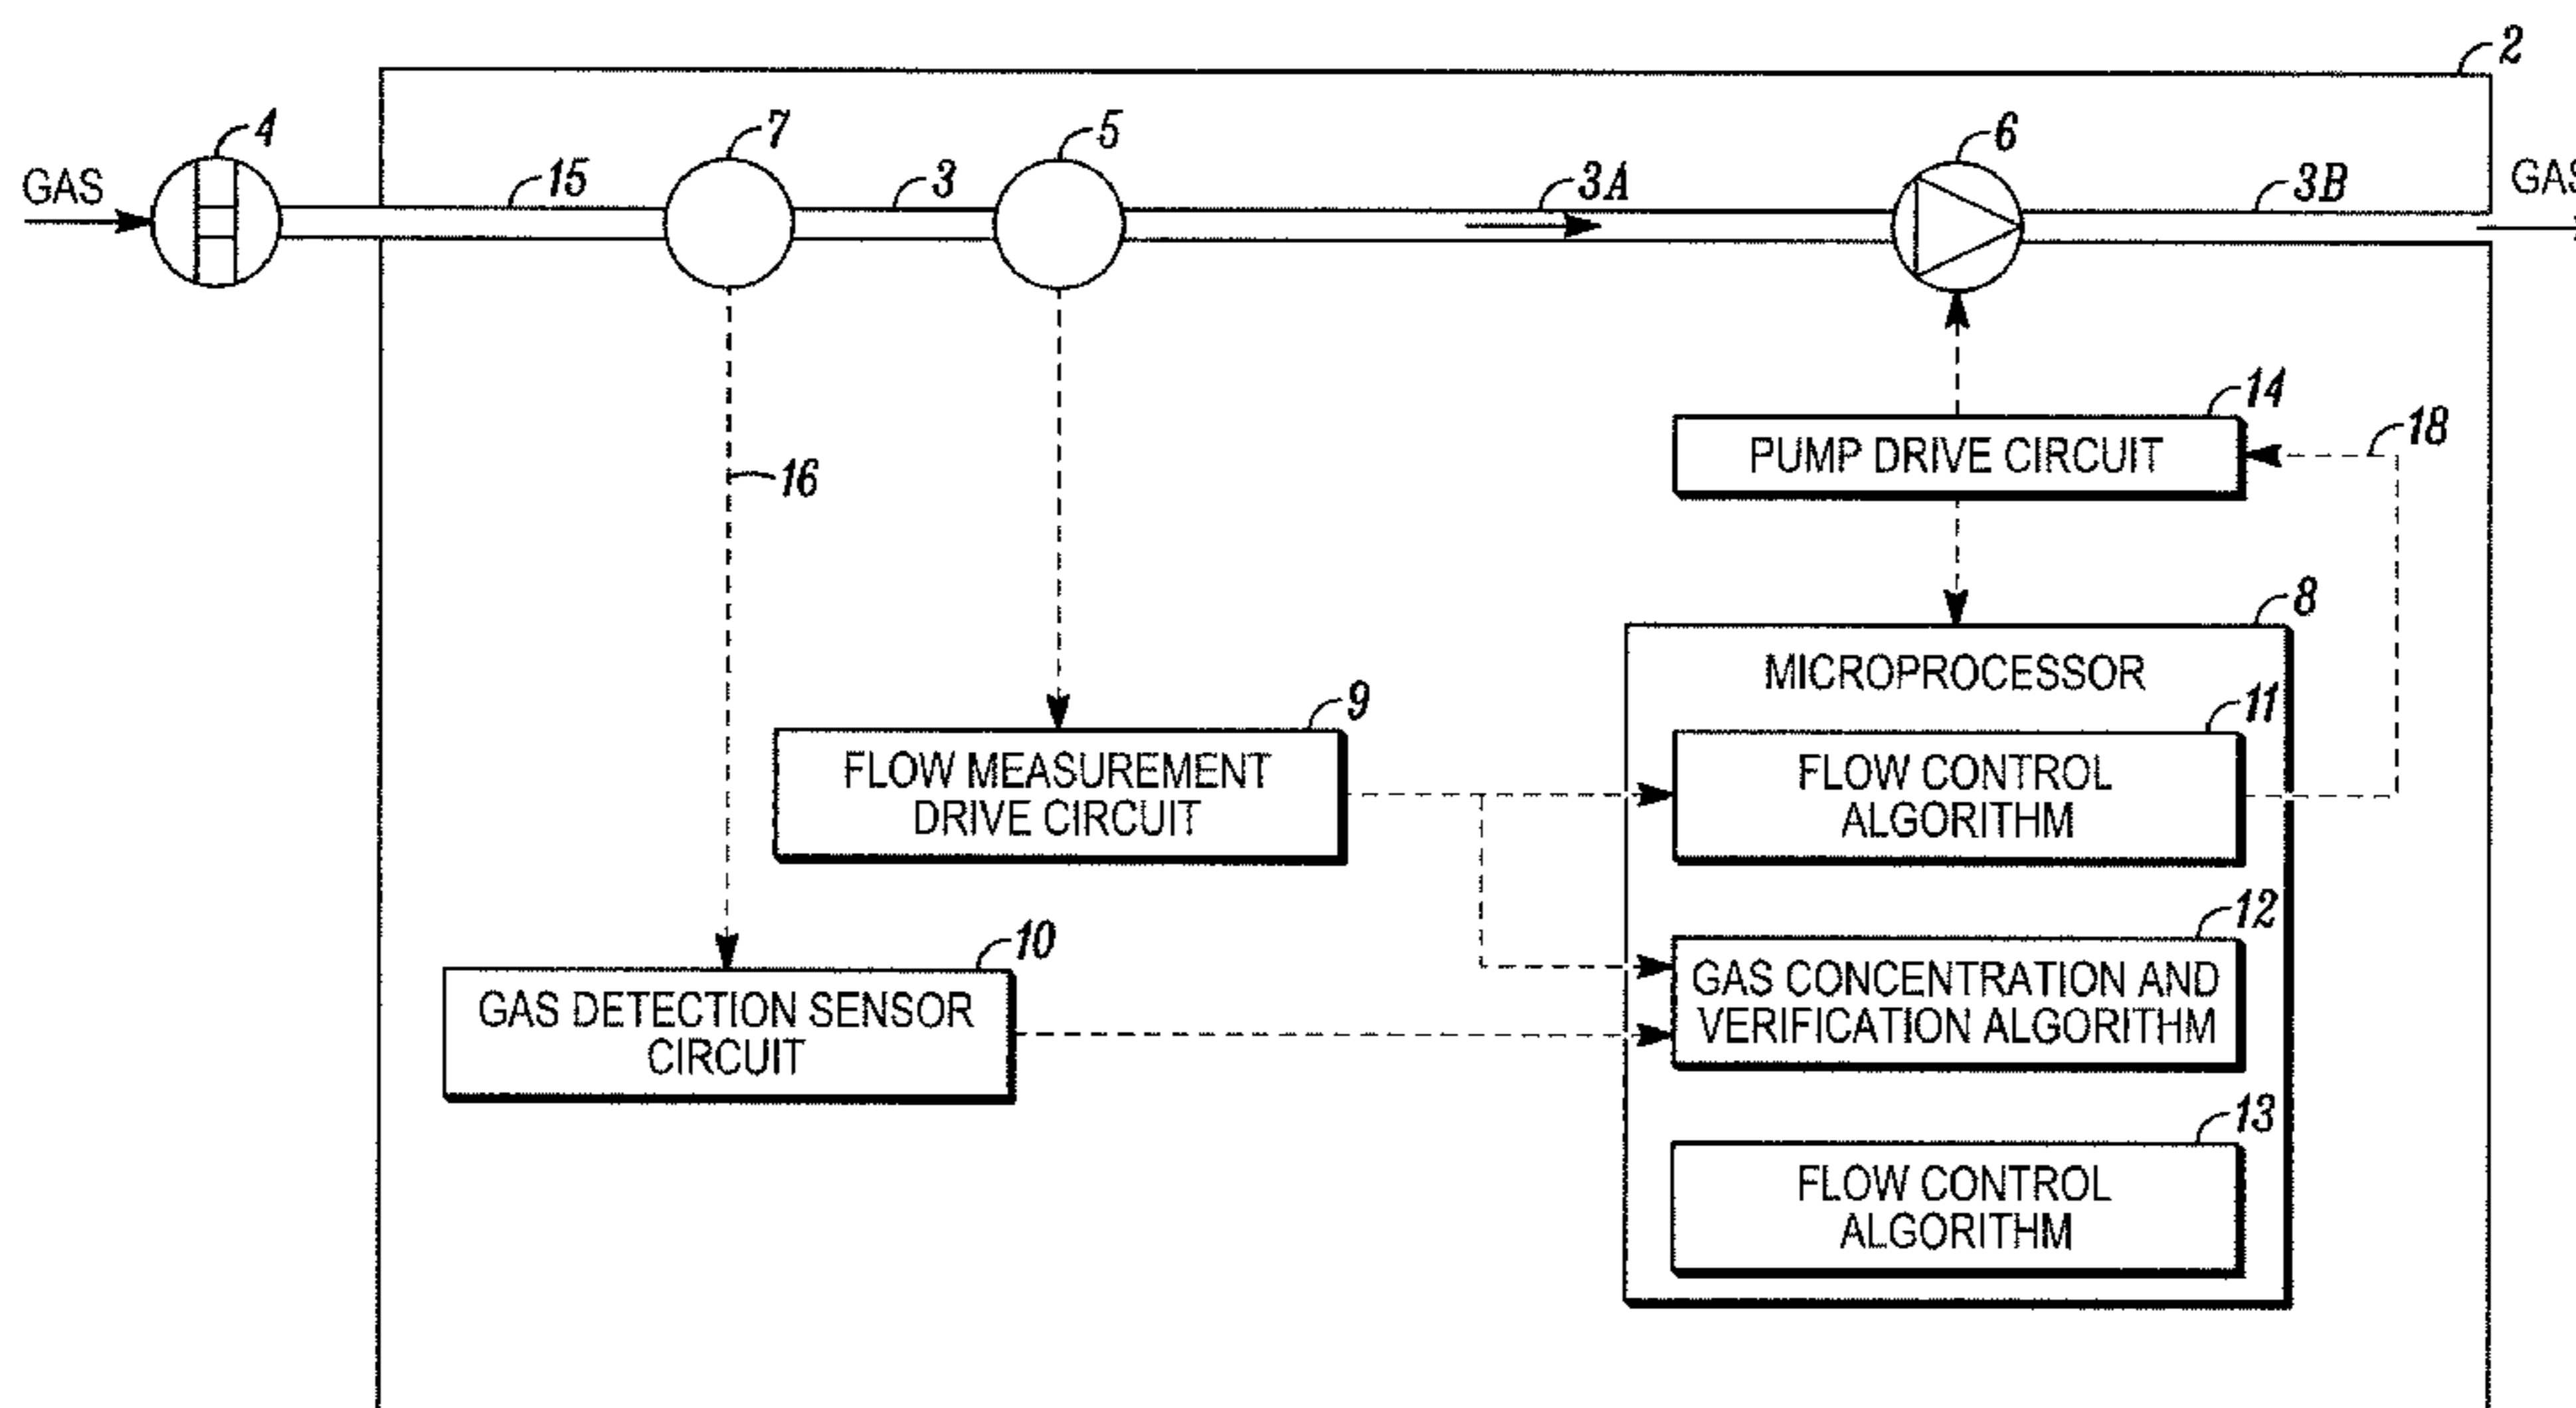 2
4
7
5
6
GAS
15
3
3A
3B
GAS
14
PUMP DRIVE CIRCUIT
18
16
8
MICROPROCESSOR
9
11
FLOW MEASUREMENT
DRIVE CIRCUIT
FLOW CONTROL
ALGORITHM
10
12
GAS DETECTION SENSOR
CIRCUIT
GAS CONCENTRATION AND
VERIFICATION ALGORITHM
13
FLOW CONTROL
ALGORITHM